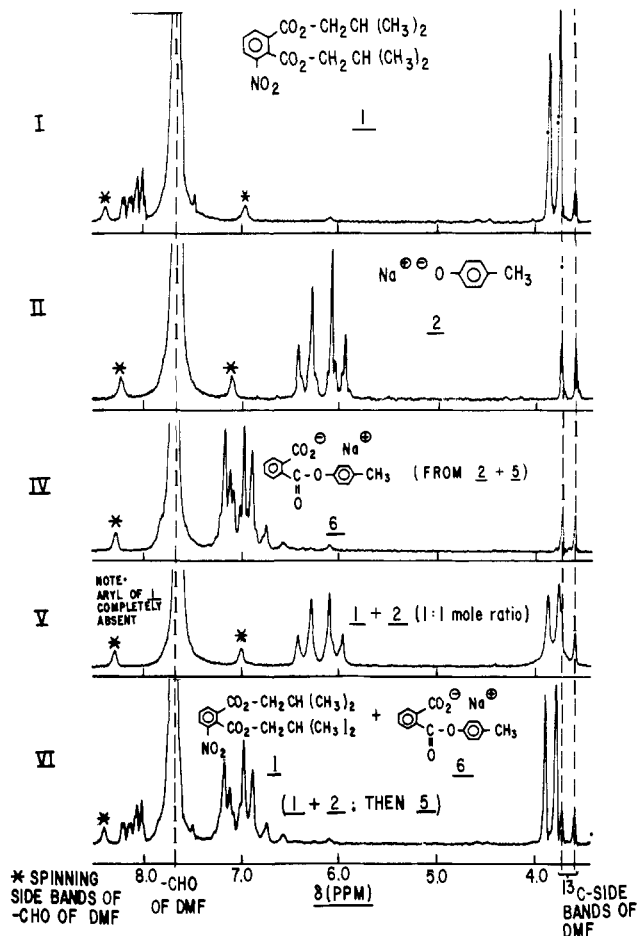 CO₂-CH₂CH (CH₃)₂
CO₂-CH₂CH (CH₃)₂
NO₂
1
I
*
*
Na⊕ ⊖ O CH₃
2
II
*
*
CO₂⊖ Na⊕
C - O CH₃ (FROM 2 + 5)
O
6
IV
*
NOTE:
ARYL OF 1
COMPLETELY
ABSENT
V
1 + 2 (1:1 mole ratio)
*
*
CO₂-CH₂CH (CH₃)₂ + CO₂⊖ Na⊕
CO₂-CH₂CH (CH₃]₂ C - O CH₃
NO₂ O
1 6
VI
(1 + 2 ; THEN 5)
*
8.0 7.0 6.0 5.0 4.0
* SPINNING
SIDE BANDS OF
-CHO OF DMF
-CHO
OF DMF
δ(PPM)
13C-SIDE
BANDS OF
DMF